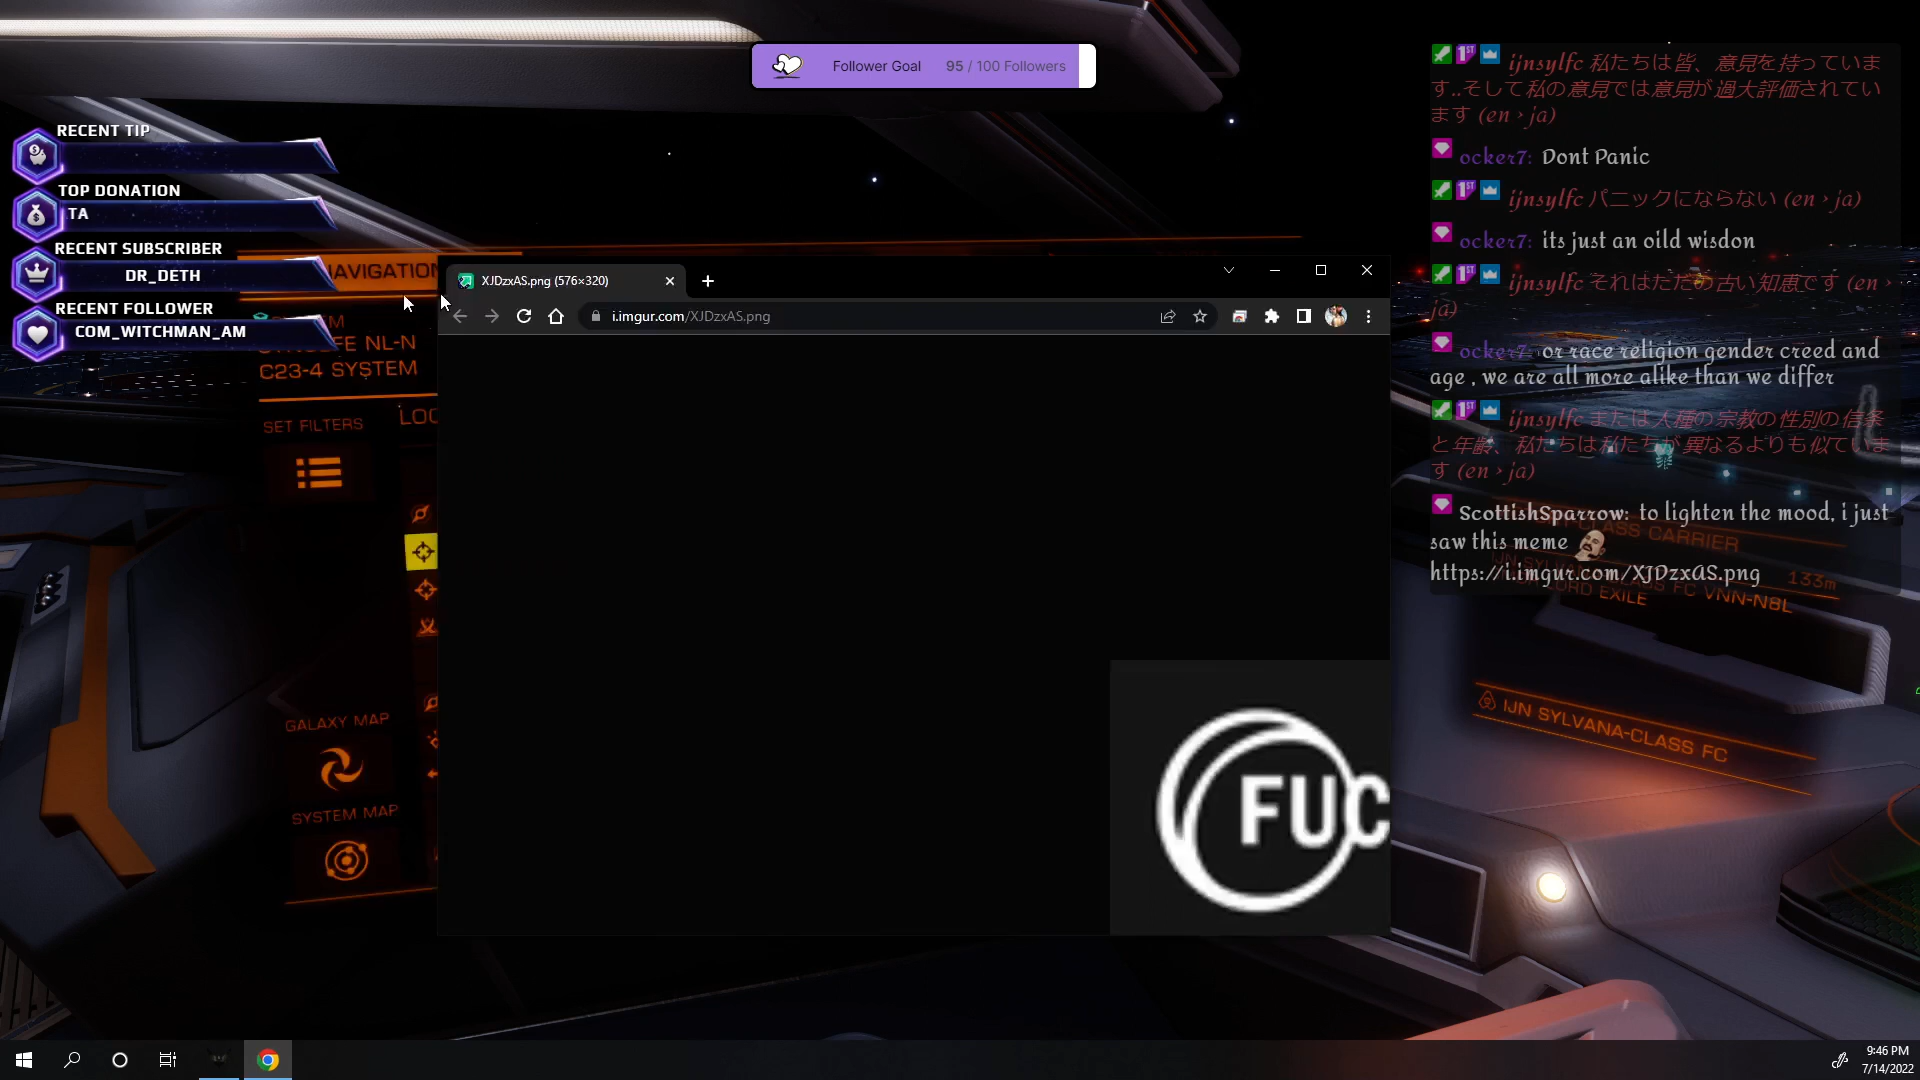 Follower Goal 95 / 100 Followers
RECENT TIP
TOP DONATION
TA
RECENT SUBSCRIBER
DR_DETH
RECENT FOLLOWER
COM_WITCHMAN_AM
NAVIGATION
NL-N
C23-4 SYSTEM
SET FILTERS
LOC
GALAXY MAP
SYSTEM MAP
XJDzxAS.png (576×320)
i.imgur.com/XJDzxAS.png
FUC
ijnsylfc 私たちは皆、意見を持っていま
す..そして私の意見では意見が過大評価されてい
ます (en › ja)
ocker7: Dont Panic
ijnsylfc パニックにならない (en › ja)
ocker7: its just an oild wisdon
ijnsylfc それはただの古い知恵です (en ›
ja)
ocker7: or race religion gender creed and
age , we are all more alike than we differ
ijnsylfc または人種の宗教の性別の信条
と年齢、私たちは私たちが異なるよりも似ていま
す (en › ja)
ScottishSparrow: to lighten the mood, i just
saw this meme
https://i.imgur.com/XJDzxAS.png
CLASS CARRIER
133m
FC VNN-N8L
EXILE
IJN SYLVANA-CLASS FC
9:46 PM
7/14/2022